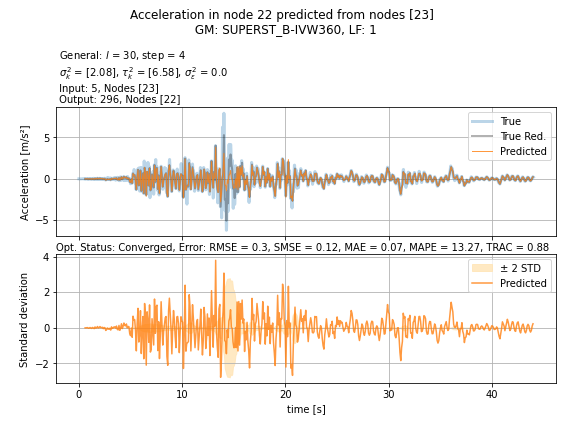 Acceleration in node 22 predicted from nodes [23]
GM: SUPERST_B-IVW360, LF: 1
General: l = 30, step = 4
σ²ₖ = [2.08], τ²ₖ = [6.58], σ²ε = 0.0
Input: 5, Nodes [23]
Output: 296, Nodes [22]
Acceleration [m/s²]
5
0
−5
True
True Red.
Predicted
Opt. Status: Converged, Error: RMSE = 0.3, SMSE = 0.12, MAE = 0.07, MAPE = 13.27, TRAC = 0.88
Standard deviation
4
2
0
−2
± 2 STD
Predicted
0 10 20 30 40
time [s]